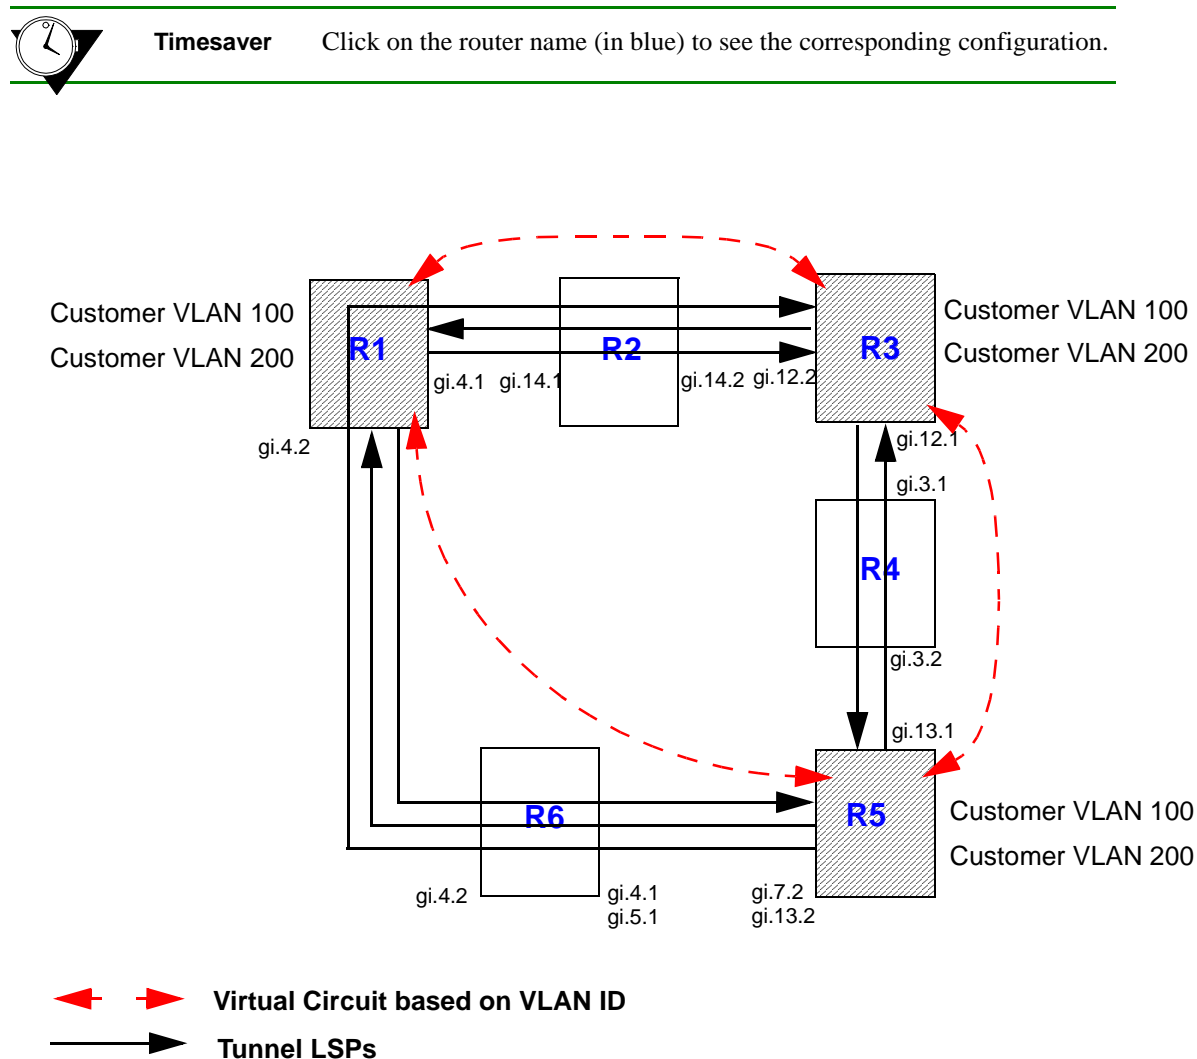 Timesaver Click on the router name (in blue) to see the corresponding configuration.
Customer VLAN 100
Customer VLAN 200
R1
R2
R3
Customer VLAN 100
Customer VLAN 200
gi.4.1
gi.14.1
gi.14.2
gi.12.2
gi.4.2
gi.12.1
gi.3.1
R4
gi.3.2
gi.13.1
R6
R5
Customer VLAN 100
Customer VLAN 200
gi.4.2
gi.4.1
gi.5.1
gi.7.2
gi.13.2
Virtual Circuit based on VLAN ID
Tunnel LSPs